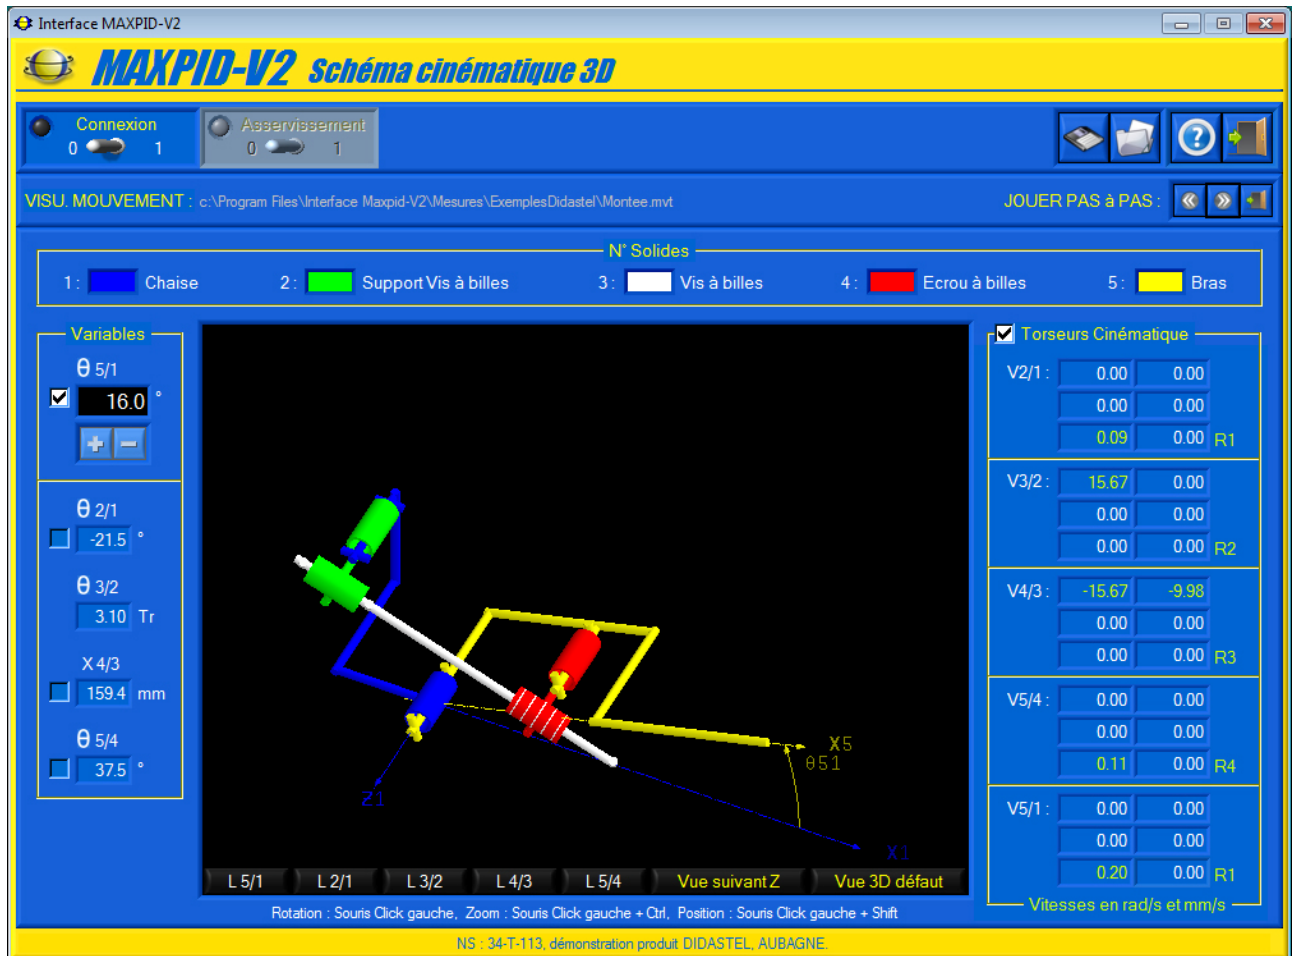 Interface MAXPID-V2
MAXPID-V2 Schéma cinématique 3D
Connexion
0 1
Asservissement
0 1
VISU. MOUVEMENT : c:\Program Files\Interface Maxpid-V2\Mesures\ExemplesDidastel\Montee.mvt
JOUER PAS à PAS :
N° Solides
1 : Chaise 2 : Support Vis à billes 3 : Vis à billes 4 : Ecrou à billes 5 : Bras
Variables
θ 5/1
16.0 °
+ −
θ 2/1
-21.5 °
θ 3/2
3.10 Tr
X 4/3
159.4 mm
θ 5/4
37.5 °
X5
θ51
Z1
X1
L 5/1 L 2/1 L 3/2 L 4/3 L 5/4 Vue suivant Z Vue 3D défaut
Rotation : Souris Click gauche, Zoom : Souris Click gauche + Ctrl, Position : Souris Click gauche + Shift
Torseurs Cinématique
V2/1 : 0.00 0.00
0.00 0.00
0.09 0.00 R1
V3/2 : 15.67 0.00
0.00 0.00
0.00 0.00 R2
V4/3 : -15.67 -9.98
0.00 0.00
0.00 0.00 R3
V5/4 : 0.00 0.00
0.00 0.00
0.11 0.00 R4
V5/1 : 0.00 0.00
0.00 0.00
0.20 0.00 R1
Vitesses en rad/s et mm/s
NS : 34-T-113, démonstration produit DIDASTEL, AUBAGNE.